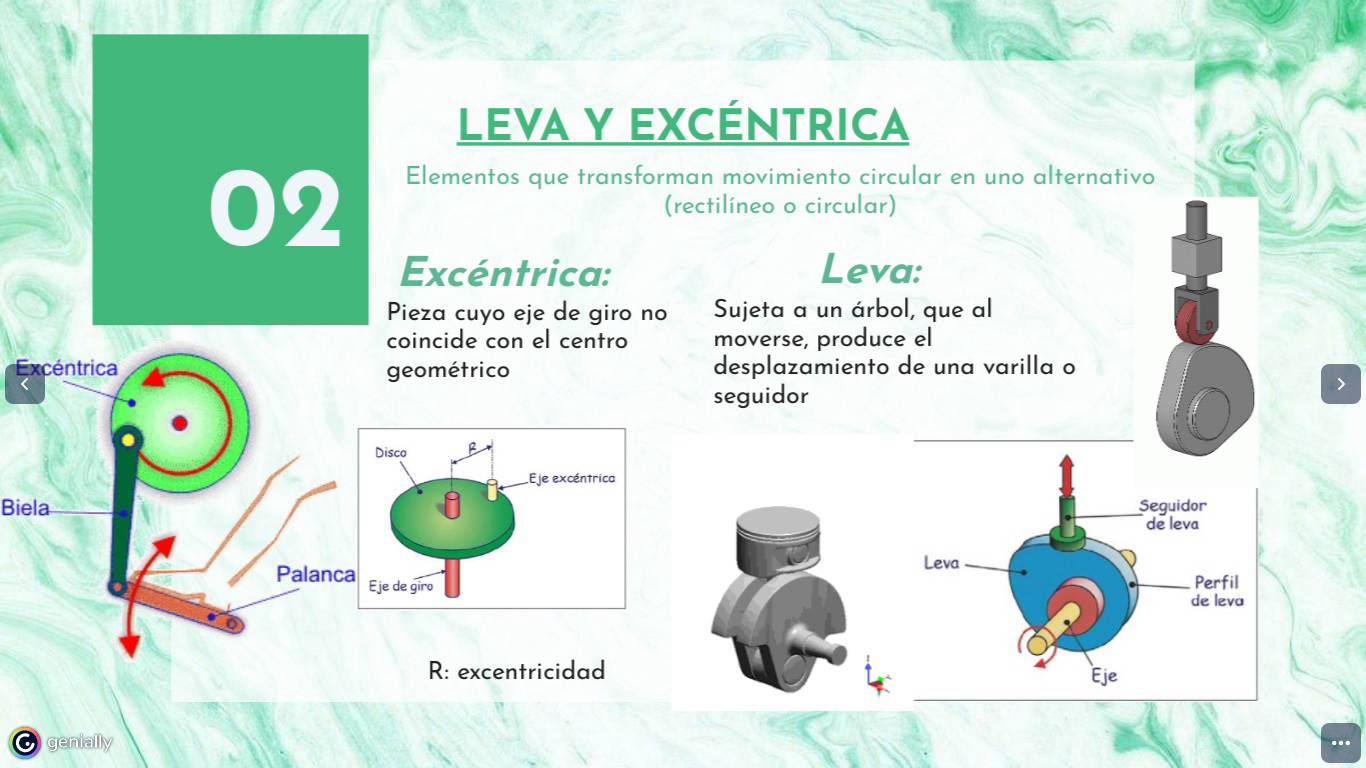 02
LEVA Y EXCÉNTRICA
Elementos que transforman movimiento circular en uno alternativo
(rectilíneo o circular)
Excéntrica:
Pieza cuyo eje de giro no
coincide con el centro
geométrico
Leva:
Sujeta a un árbol, que al
moverse, produce el
desplazamiento de una varilla o
seguidor
Excéntrica
Biela
Palanca
Disco
R
Eje excéntrica
Eje de giro
R: excentricidad
Seguidor
de leva
Leva
Perfil
de leva
Eje
genially